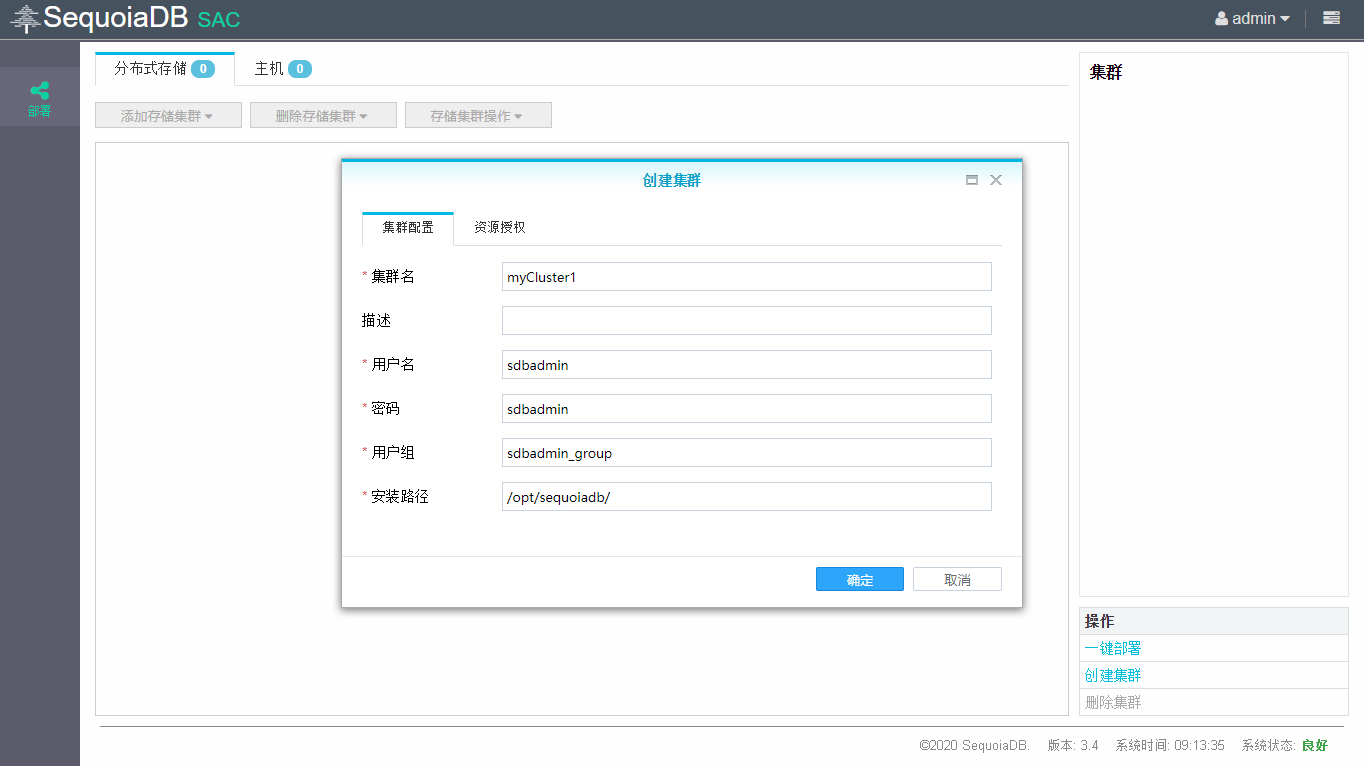 SequoiaDB SAC
admin
部署
分布式存储 0
主机 0
添加存储集群
删除存储集群
存储集群操作
创建集群
集群配置
资源授权
* 集群名
myCluster1
描述
* 用户名
sdbadmin
* 密码
sdbadmin
* 用户组
sdbadmin_group
* 安装路径
/opt/sequoiadb/
确定
取消
集群
操作
一键部署
创建集群
删除集群
©2020 SequoiaDB. 版本: 3.4 系统时间: 09:13:35 系统状态: 良好